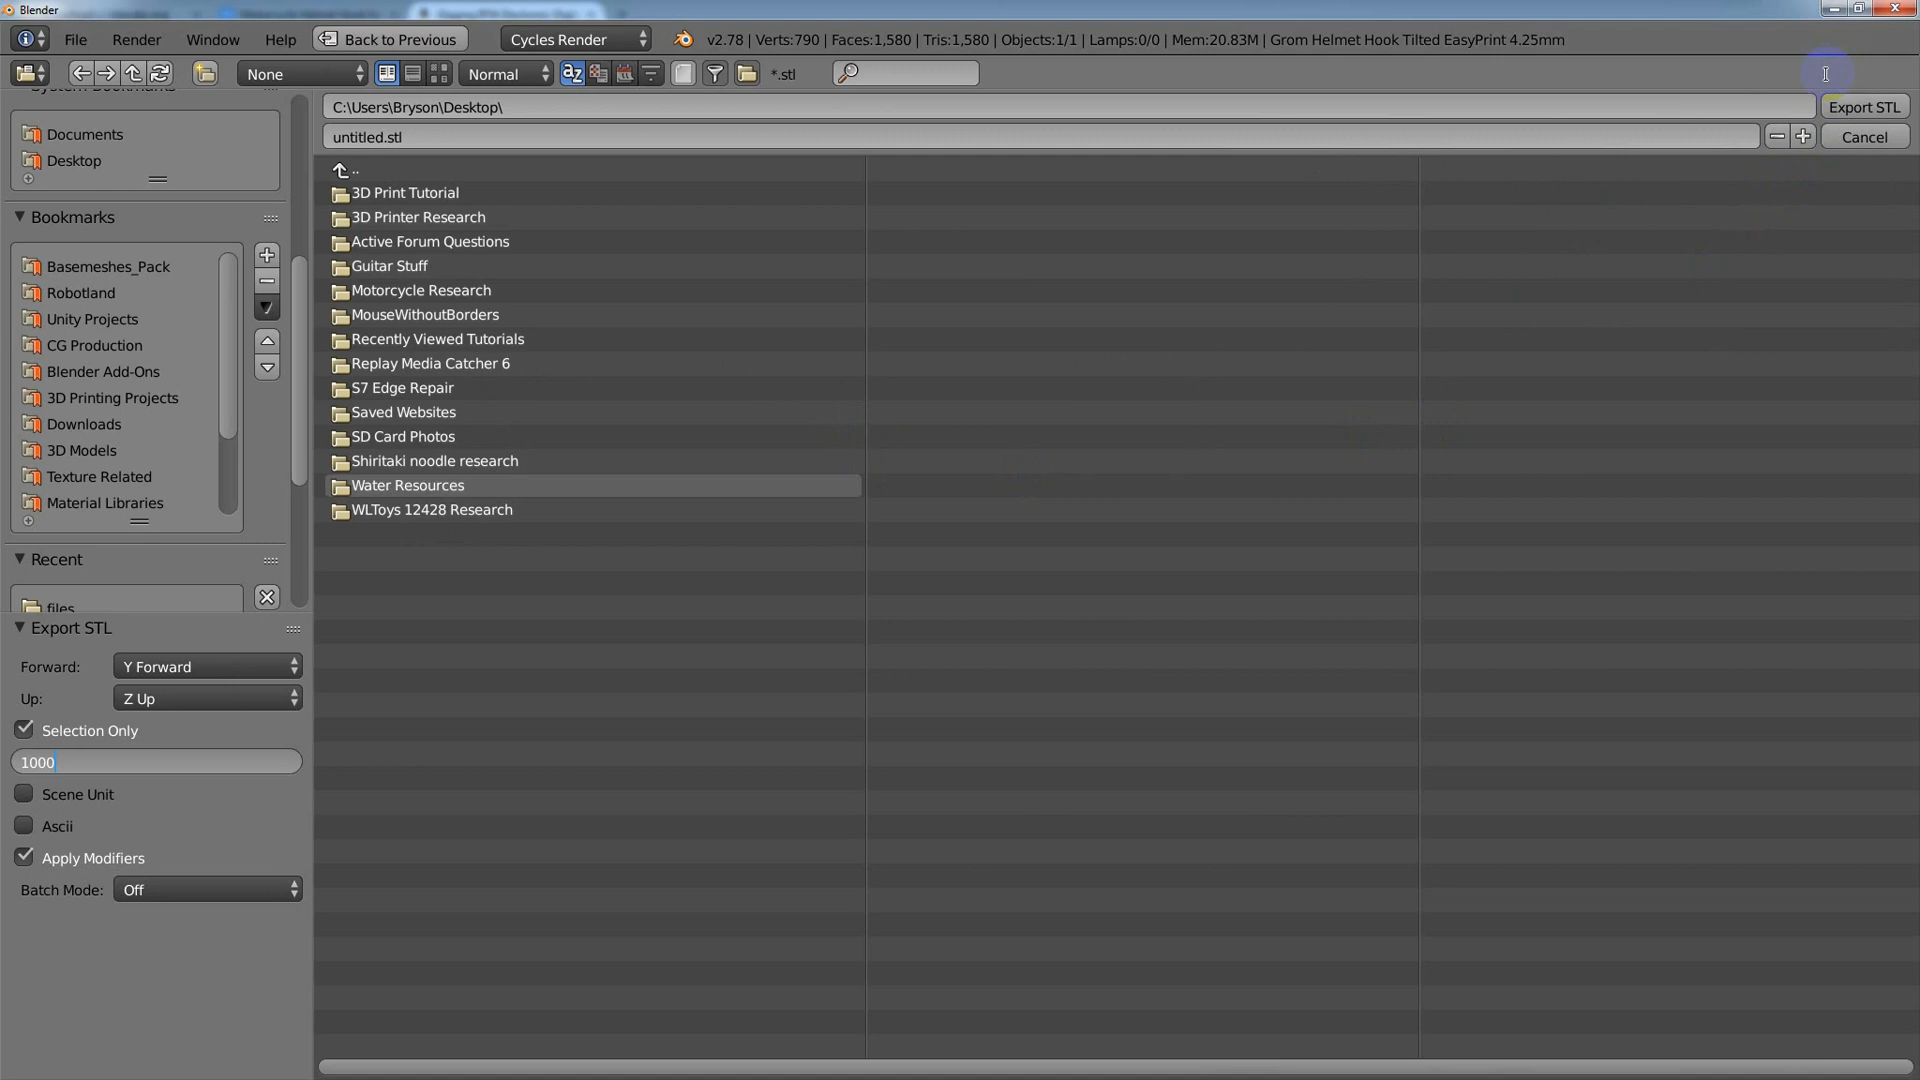 Blender
File Render Window Help Back to Previous Cycles Render v2.78 | Verts:790 | Faces:1,580 | Tris:1,580 | Objects:1/1 | Lamps:0/0 | Mem:20.83M | Grom Helmet Hook Tilted EasyPrint 4.25mm
None Normal *.stl
System Bookmarks
Documents
Desktop
Bookmarks
Basemeshes_Pack
Robotland
Unity Projects
CG Production
Blender Add-Ons
3D Printing Projects
Downloads
3D Models
Texture Related
Material Libraries
Recent
files
Export STL
Forward: Y Forward
Up: Z Up
Selection Only
1000
Scene Unit
Ascii
Apply Modifiers
Batch Mode: Off
C:\Users\Bryson\Desktop\ Export STL
untitled.stl Cancel
..
3D Print Tutorial
3D Printer Research
Active Forum Questions
Guitar Stuff
Motorcycle Research
MouseWithoutBorders
Recently Viewed Tutorials
Replay Media Catcher 6
S7 Edge Repair
Saved Websites
SD Card Photos
Shiritaki noodle research
Water Resources
WLToys 12428 Research